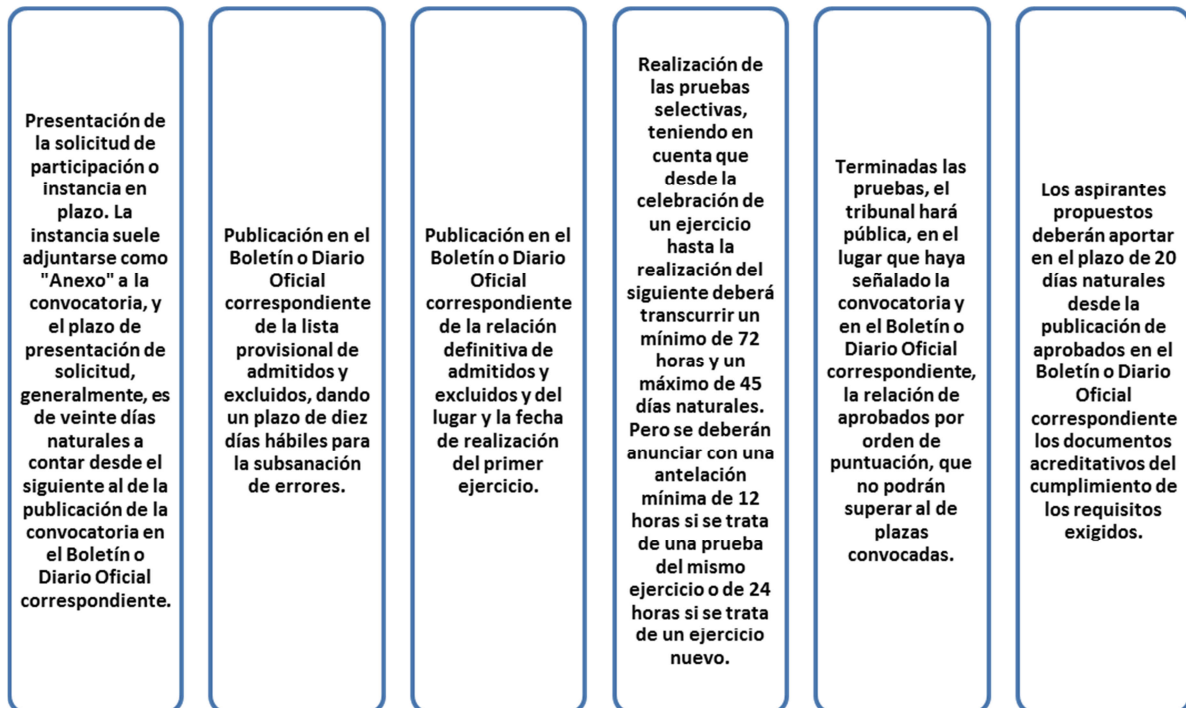 Presentación de
la solicitud de
participación o
instancia en
plazo. La
instancia suele
adjuntarse como
"Anexo" a la
convocatoria, y
el plazo de
presentación de
solicitud,
generalmente, es
de veinte días
naturales a
contar desde el
siguiente al de la
publicación de la
convocatoria en
el Boletín o
Diario Oficial
correspondiente.
Publicación en el
Boletín o Diario
Oficial
correspondiente
de la lista
provisional de
admitidos y
excluidos, dando
un plazo de diez
días hábiles para
la subsanación
de errores.
Publicación en el
Boletín o Diario
Oficial
correspondiente
de la relación
definitiva de
admitidos y
excluidos y del
lugar y la fecha
de realización
del primer
ejercicio.
Realización de
las pruebas
selectivas,
teniendo en
cuenta que
desde la
celebración de
un ejercicio
hasta la
realización del
siguiente deberá
transcurrir un
mínimo de 72
horas y un
máximo de 45
días naturales.
Pero se deberán
anunciar con una
antelación
mínima de 12
horas si se trata
de una prueba
del mismo
ejercicio o de 24
horas si se trata
de un ejercicio
nuevo.
Terminadas las
pruebas, el
tribunal hará
pública, en el
lugar que haya
señalado la
convocatoria y
en el Boletín o
Diario Oficial
correspondiente,
la relación de
aprobados por
orden de
puntuación, que
no podrán
superar al de
plazas
convocadas.
Los aspirantes
propuestos
deberán aportar
en el plazo de 20
días naturales
desde la
publicación de
aprobados en el
Boletín o Diario
Oficial
correspondiente
los documentos
acreditativos del
cumplimiento de
los requisitos
exigidos.